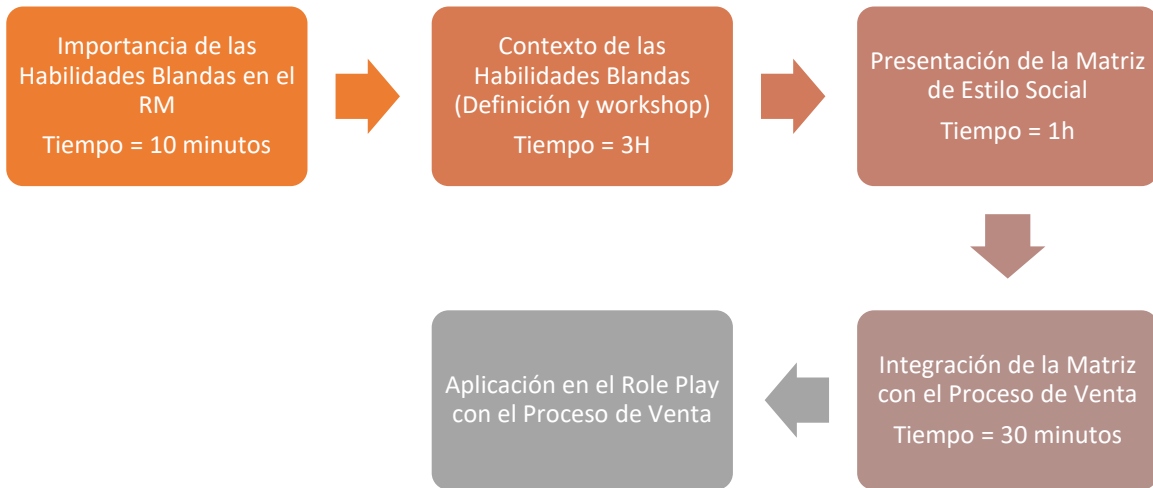 Importancia de las
Habilidades Blandas en el
RM
Tiempo = 10 minutos
Contexto de las
Habilidades Blandas
(Definición y workshop)
Tiempo = 3H
Presentación de la Matriz
de Estilo Social
Tiempo = 1h
Integración de la Matriz
con el Proceso de Venta
Tiempo = 30 minutos
Aplicación en el Role Play
con el Proceso de Venta